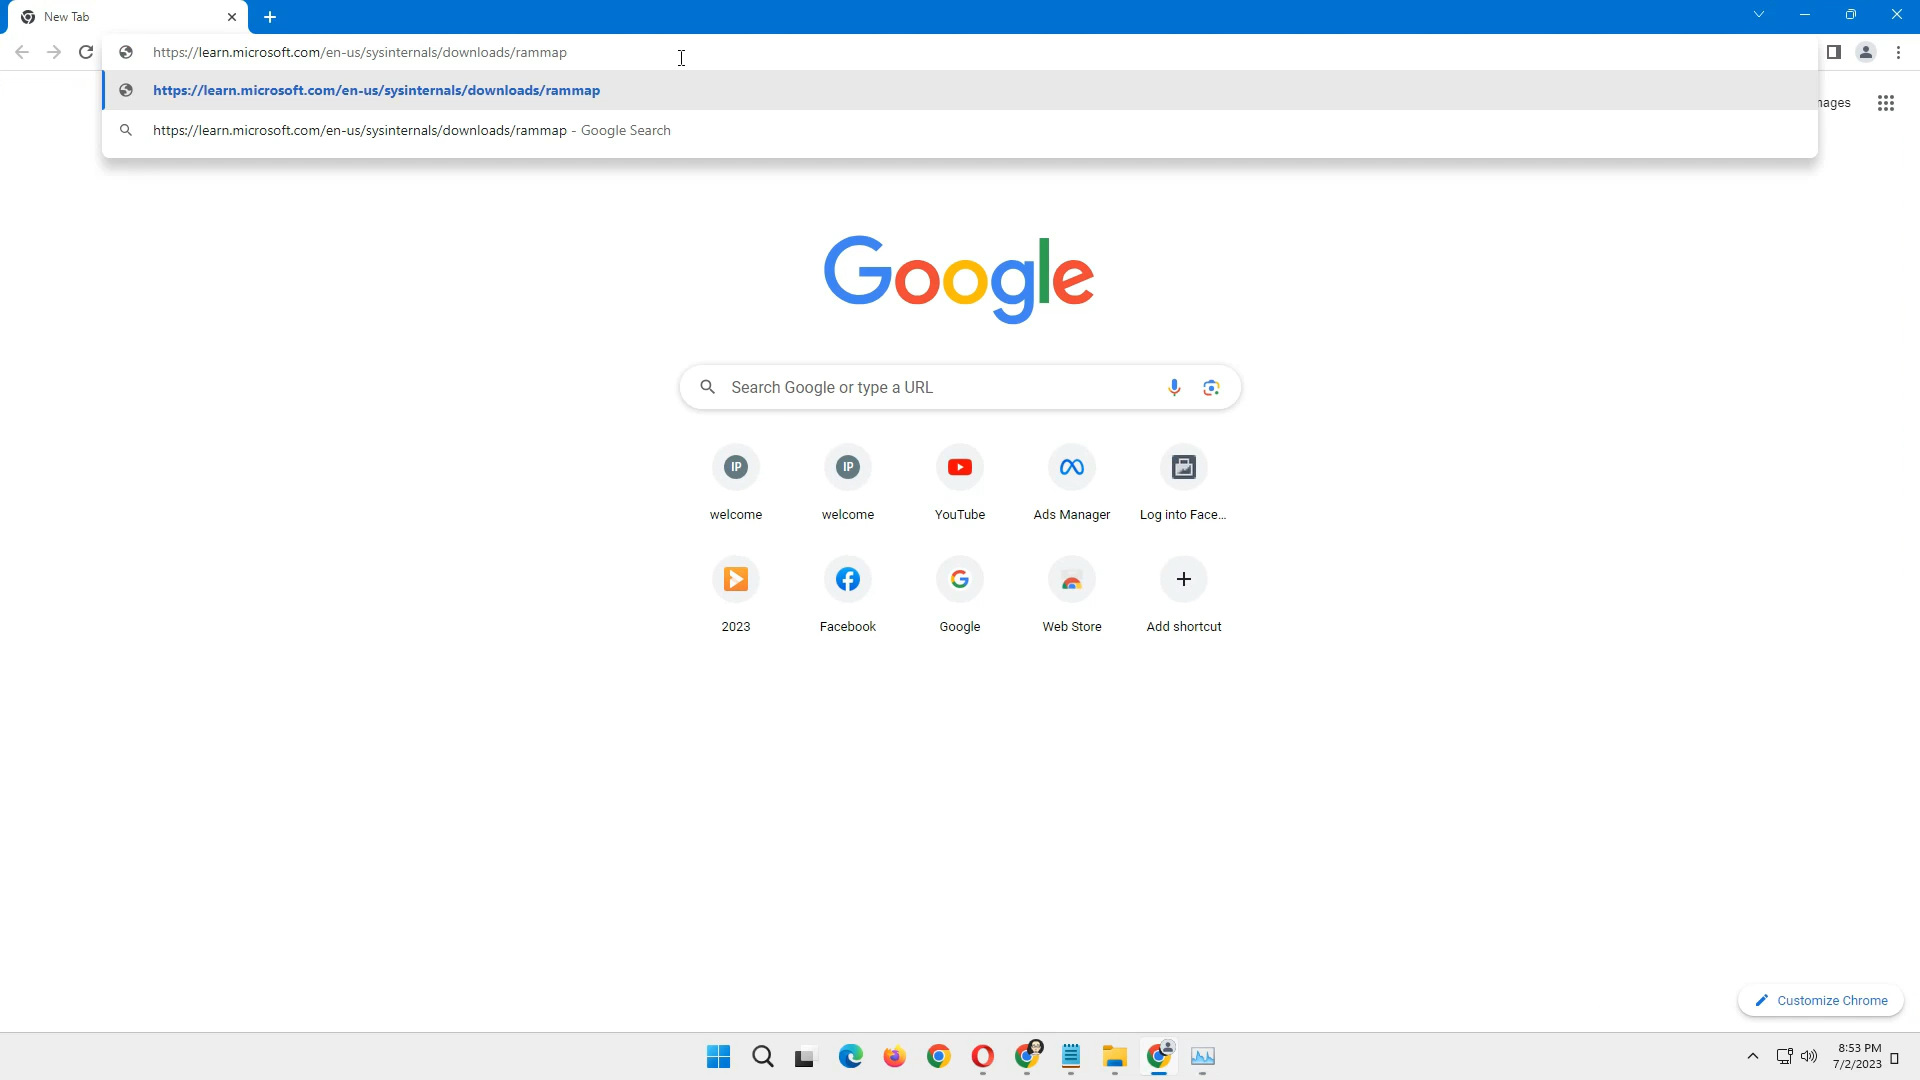 New Tab
https://learn.microsoft.com/en-us/sysinternals/downloads/rammap
https://learn.microsoft.com/en-us/sysinternals/downloads/rammap
https://learn.microsoft.com/en-us/sysinternals/downloads/rammap - Google Search
nages
Google
Search Google or type a URL
IP
IP
welcome
welcome
YouTube
Ads Manager
Log into Face...
2023
Facebook
Google
Web Store
Add shortcut
Customize Chrome
8:53 PM
7/2/2023